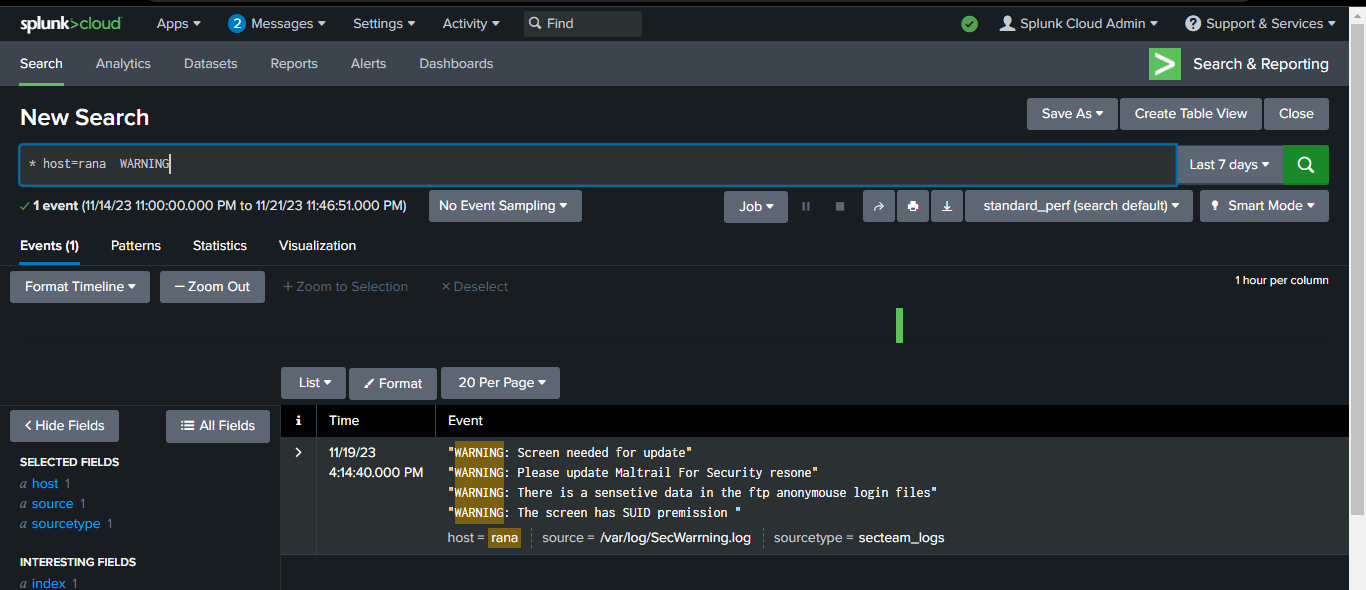 splunk>cloud Apps 2 Messages Settings Activity Find Splunk Cloud Admin ? Support & Services
Search Analytics Datasets Reports Alerts Dashboards > Search & Reporting
New Search Save As Create Table View Close
* host=rana WARNING Last 7 days
✓ 1 event (11/14/23 11:00:00.000 PM to 11/21/23 11:46:51.000 PM) No Event Sampling Job standard_perf (search default) Smart Mode
Events (1) Patterns Statistics Visualization
Format Timeline — Zoom Out + Zoom to Selection × Deselect 1 hour per column
List Format 20 Per Page
< Hide Fields All Fields i Time Event
SELECTED FIELDS
a host 1
a source 1
a sourcetype 1
INTERESTING FIELDS
a index 1
> 11/19/23
4:14:40.000 PM
"WARNING: Screen needed for update"
"WARNING: Please update Maltrail For Security resone"
"WARNING: There is a sensetive data in the ftp anonymouse login files"
"WARNING: The screen has SUID premission "
host = rana source = /var/log/SecWarrning.log sourcetype = secteam_logs